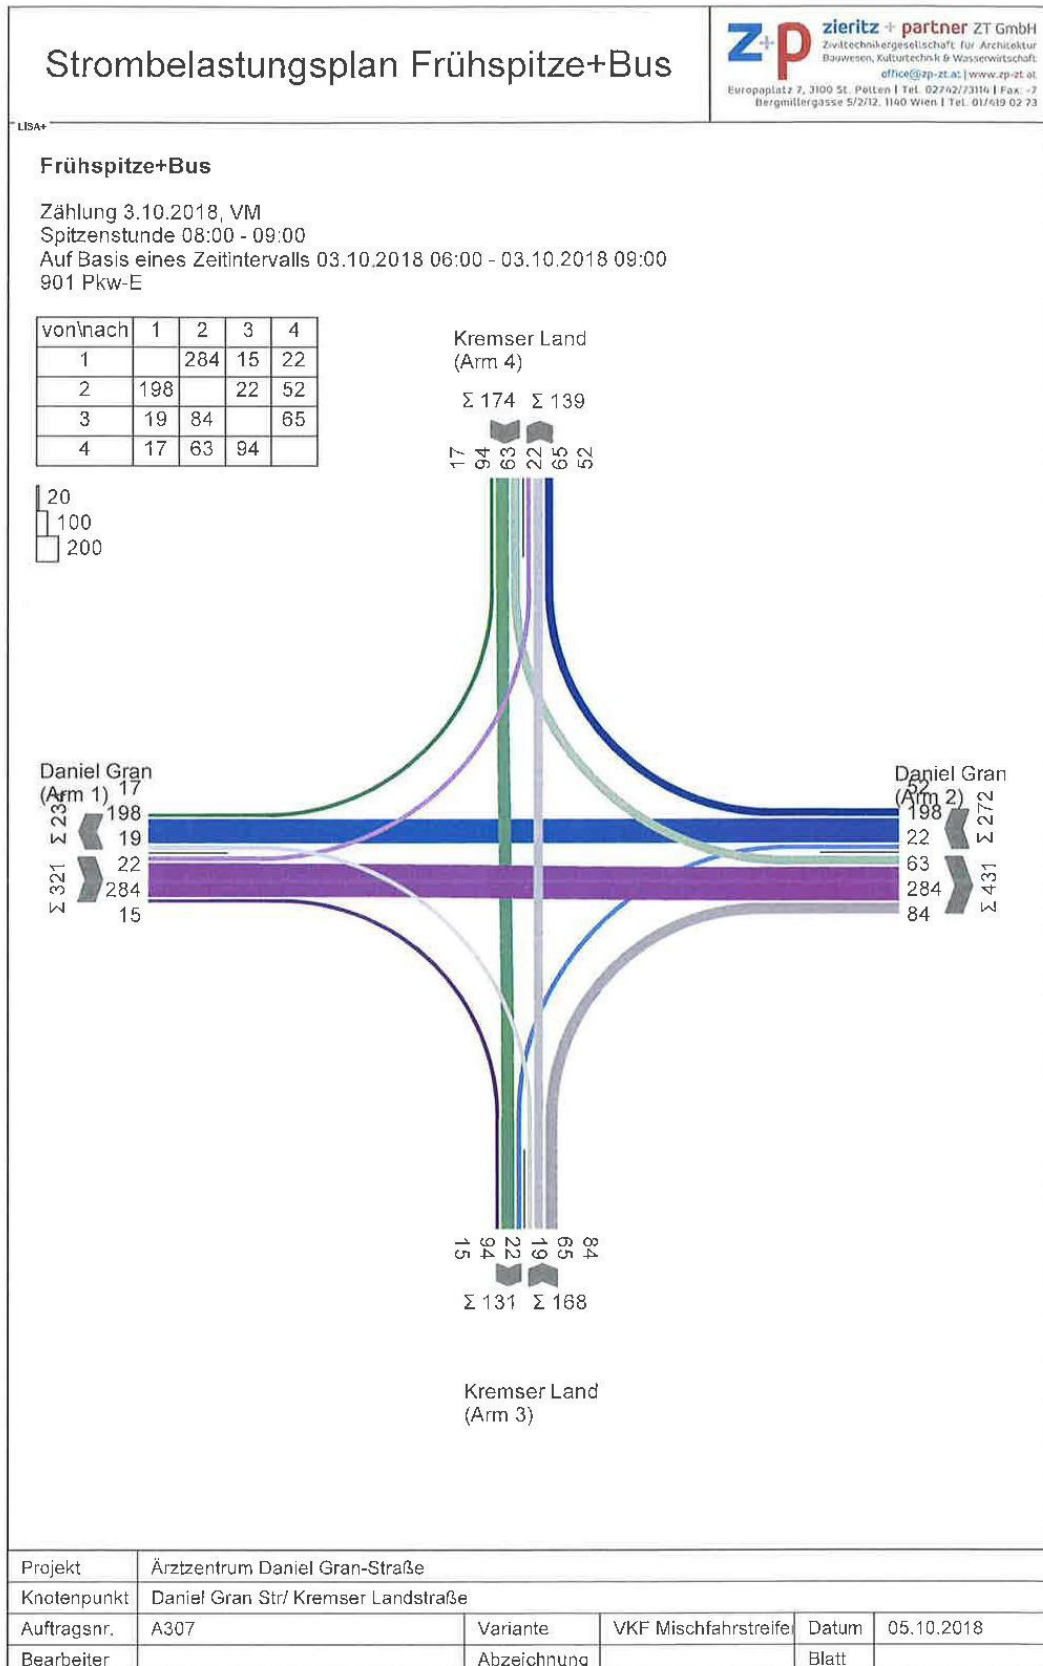 Strombelastungsplan Frühspitze+Bus
z+p
zieritz + partner ZT GmbH
Ziviltechnikergesellschaft für Architektur
Bauwesen, Kulturtechnik & Wasserwirtschaft
office@zp-zt.at | www.zp-zt.at
Europaplatz 7, 3100 St. Pölten | Tel. 02742/73114 | Fax: -7
Bergmillergasse 5/2/12, 1140 Wien | Tel. 01/419 02 73
LISA+
Frühspitze+Bus
Zählung 3.10.2018, VM
Spitzenstunde 08:00 - 09:00
Auf Basis eines Zeitintervalls 03.10.2018 06:00 - 03.10.2018 09:00
901 Pkw-E
von\nach 1 2 3 4
1 284 15 22
2 198 22 52
3 19 84 65
4 17 63 94
20
100
200
Kremser Land
(Arm 4)
Σ 174 Σ 139
17 94 63 22 65 52
Daniel Gran
(Arm 1)
17
198
19
22
284
15
Σ 234
Σ 321
Daniel Gran
(Arm 2)
52
198
22
63
284
84
Σ 272
Σ 431
15 94 22 19 65 84
Σ 131 Σ 168
Kremser Land
(Arm 3)
Projekt Ärztzentrum Daniel Gran-Straße
Knotenpunkt Daniel Gran Str/ Kremser Landstraße
Auftragsnr. A307 Variante VKF Mischfahrstreife Datum 05.10.2018
Bearbeiter Abzeichnung Blatt